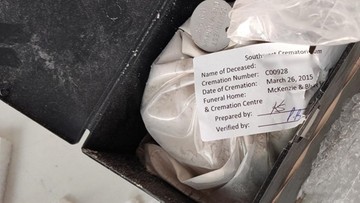 Southwest Crematorium
Name of Deceased:
Cremation Number: C00928
Date of Cremation: March 26, 2015
Funeral Home: McKenzie &
& Cremation Centre
Prepared by: KS
Verified by: